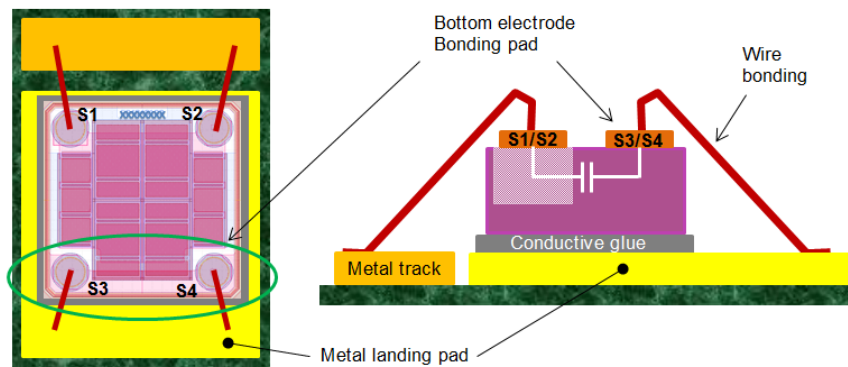 Bottom electrode
Bonding pad
Wire
bonding
S1
XXXXXXXX
S2
S1/S2
S3/S4
Conductive glue
Metal track
S3
S4
Metal landing pad